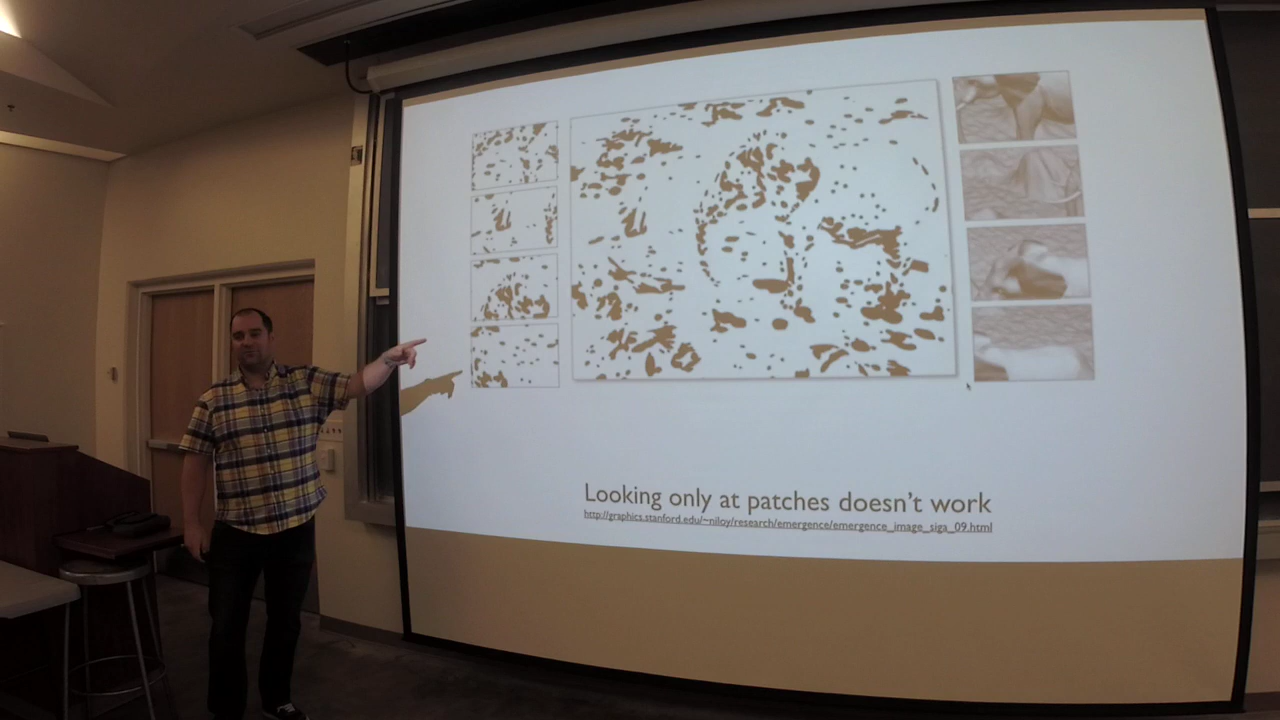 Looking only at patches doesn't work
http://graphics.stanford.edu/~niloy/research/emergence/emergence_image_siga_09.html